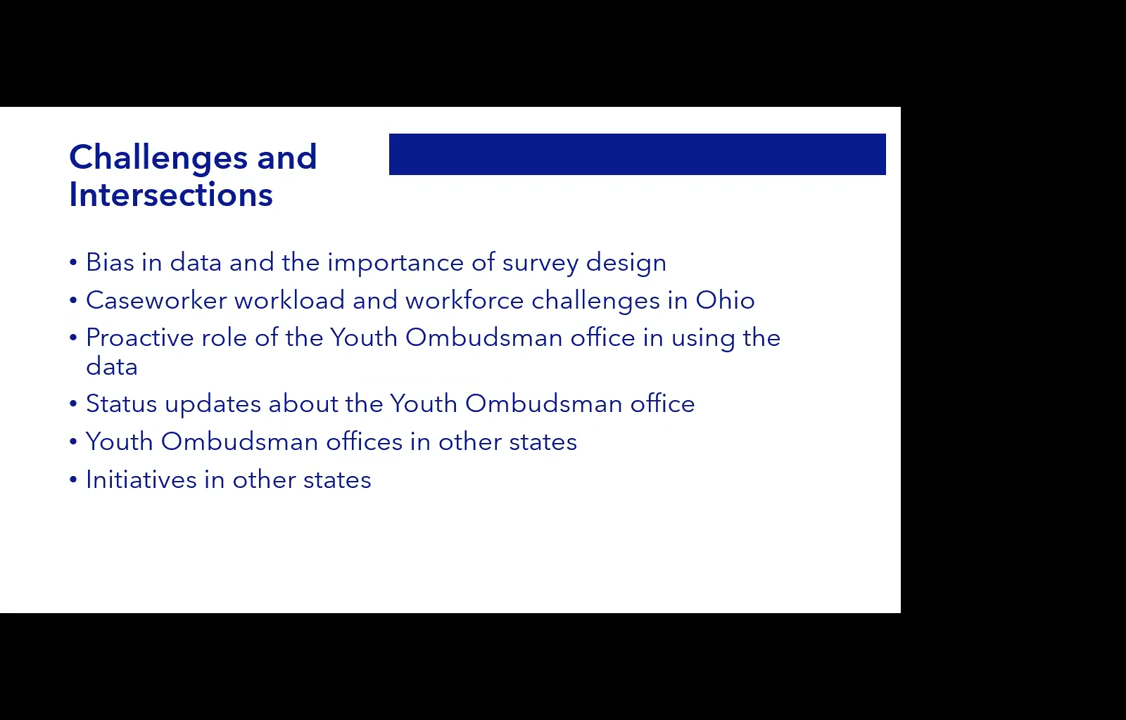 Challenges and
Intersections
• Bias in data and the importance of survey design
• Caseworker workload and workforce challenges in Ohio
• Proactive role of the Youth Ombudsman office in using the
data
• Status updates about the Youth Ombudsman office
• Youth Ombudsman offices in other states
• Initiatives in other states